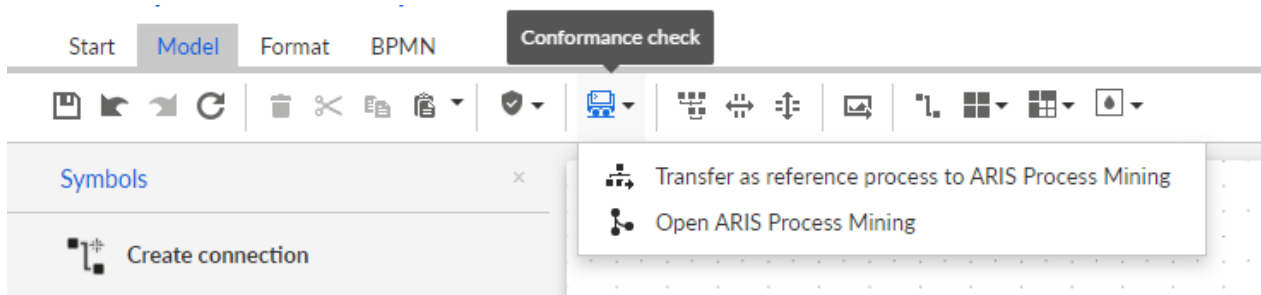 Conformance check
Start Model Format BPMN
Transfer as reference process to ARIS Process Mining
Open ARIS Process Mining
Symbols
Create connection